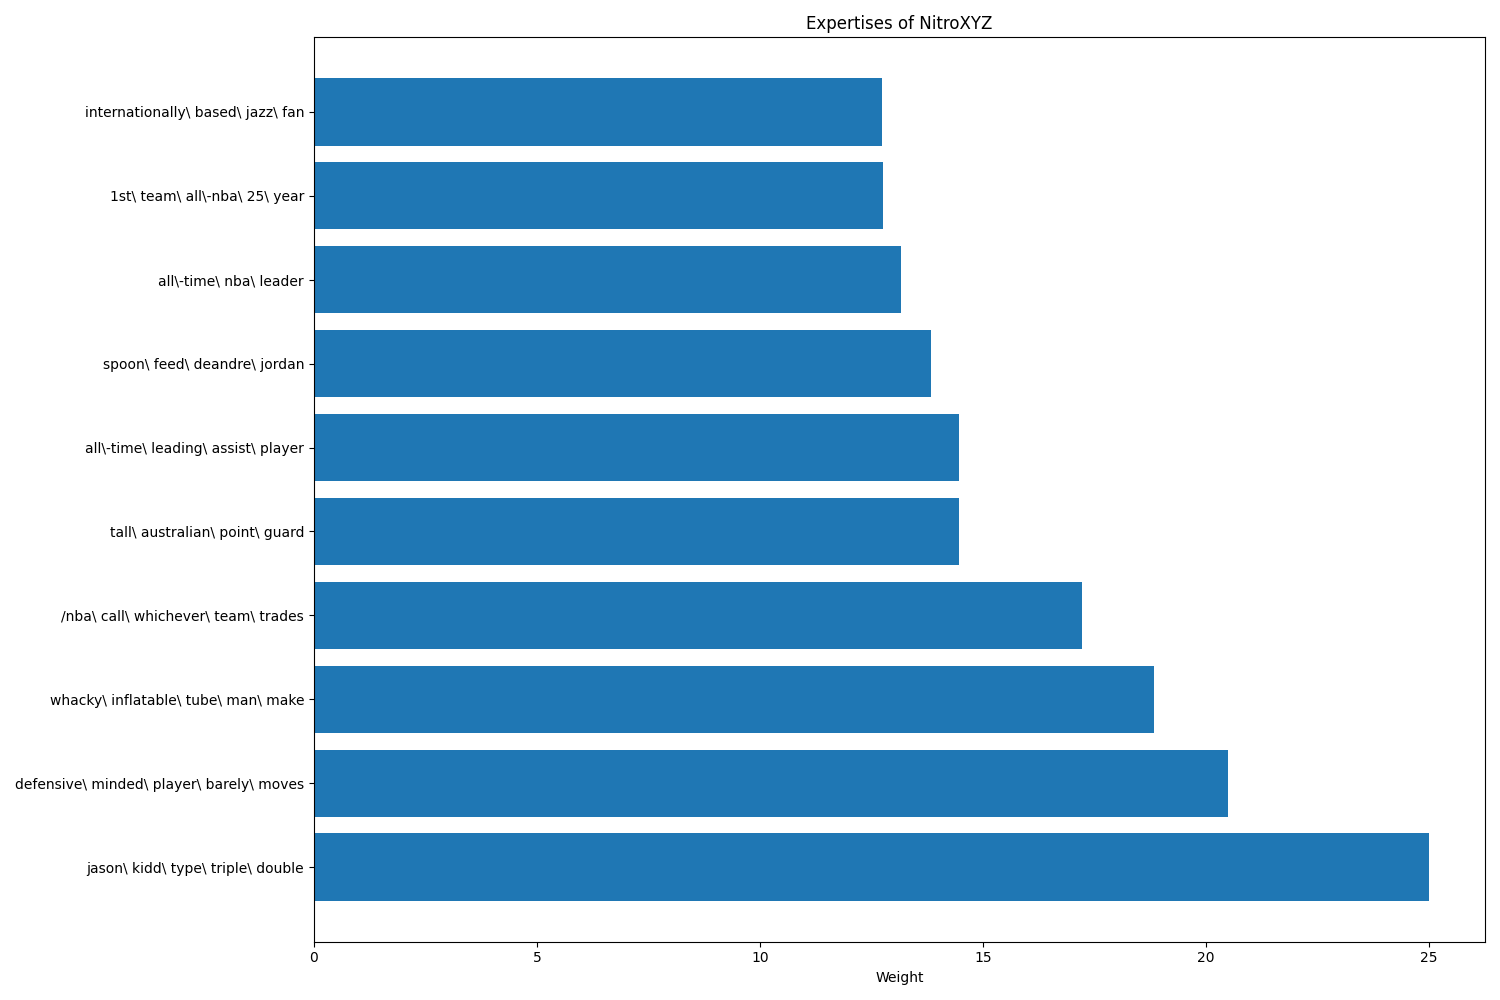 Expertises of NitroXYZ
internationally\ based\ jazz\ fan
1st\ team\ all\-nba\ 25\ year
all\-time\ nba\ leader
spoon\ feed\ deandre\ jordan
all\-time\ leading\ assist\ player
tall\ australian\ point\ guard
/nba\ call\ whichever\ team\ trades
whacky\ inflatable\ tube\ man\ make
defensive\ minded\ player\ barely\ moves
jason\ kidd\ type\ triple\ double
0 5 10 15 20 25
Weight